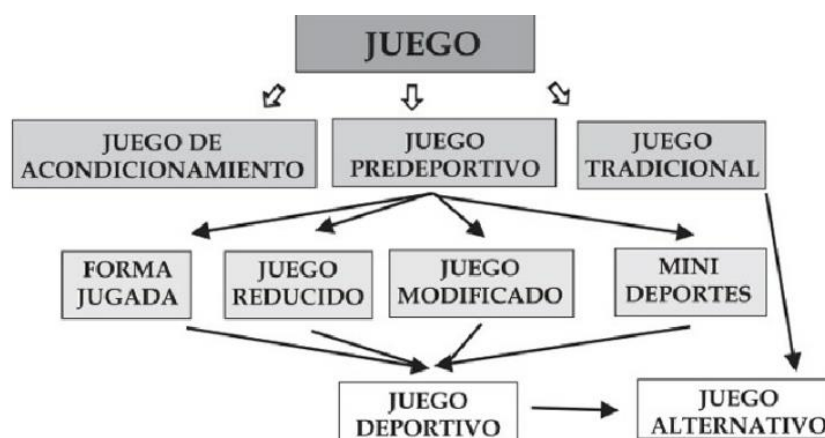 JUEGO
JUEGO DE
ACONDICIONAMIENTO
JUEGO
PREDEPORTIVO
JUEGO
TRADICIONAL
FORMA
JUGADA
JUEGO
REDUCIDO
JUEGO
MODIFICADO
MINI
DEPORTES
JUEGO
DEPORTIVO
JUEGO
ALTERNATIVO